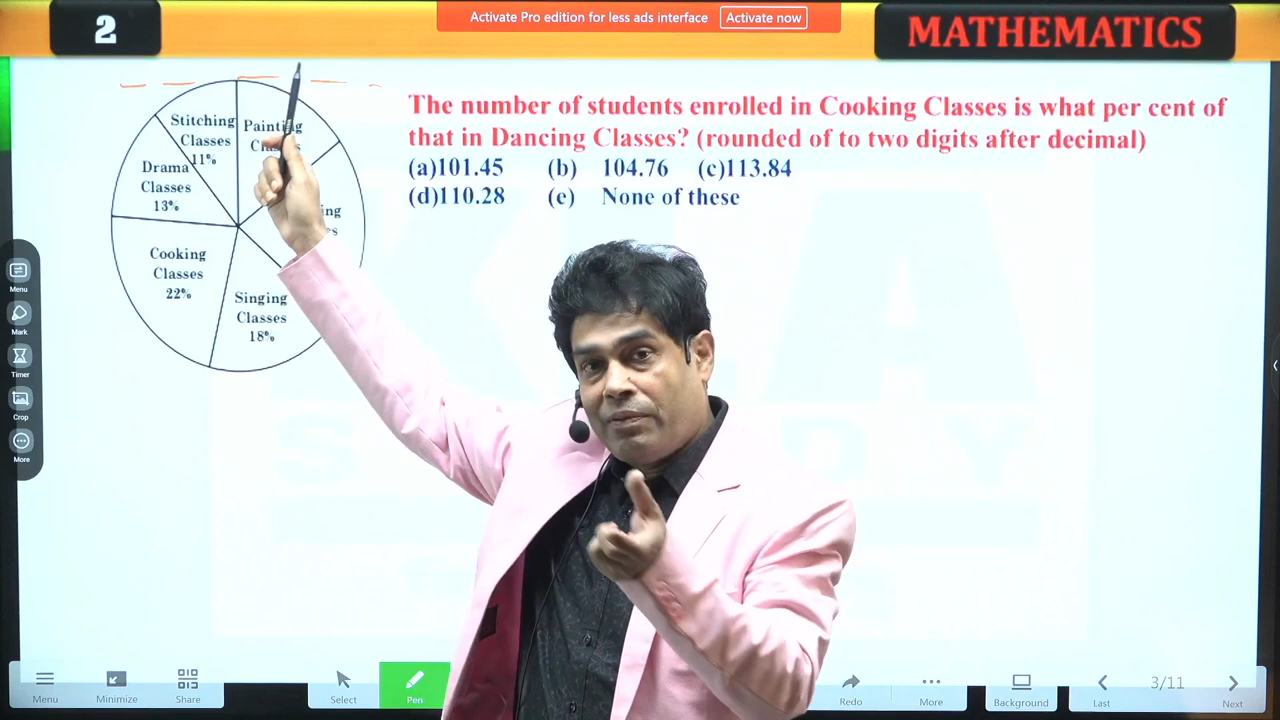 2
Activate Pro edition for less ads interface
Activate now
MATHEMATICS
Stitching
Classes
11%
Painting
Drama
Classes
13%
Cooking
Classes
22%
Singing
Classes
18%
The number of students enrolled in Cooking Classes is what per cent of
that in Dancing Classes? (rounded of to two digits after decimal)
(a)101.45 (b) 104.76 (c)113.84
(d)110.28 (e) None of these
Menu
Mark
Timer
Crop
More
Menu
Minimize
Share
Select
Pen
Redo
More
Background
Last
3/11
Next